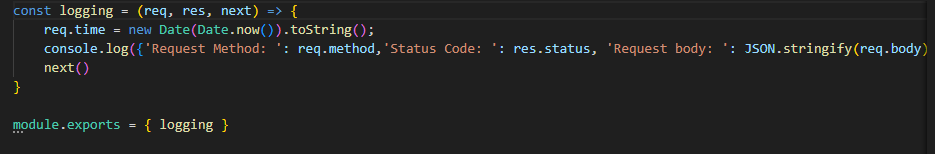 const logging = (req, res, next) => {
    req.time = new Date(Date.now()).toString();
    console.log({'Request Method: ': req.method,'Status Code: ': res.status, 'Request body: ': JSON.stringify(req.body)
    next()
}
module.exports = { logging }